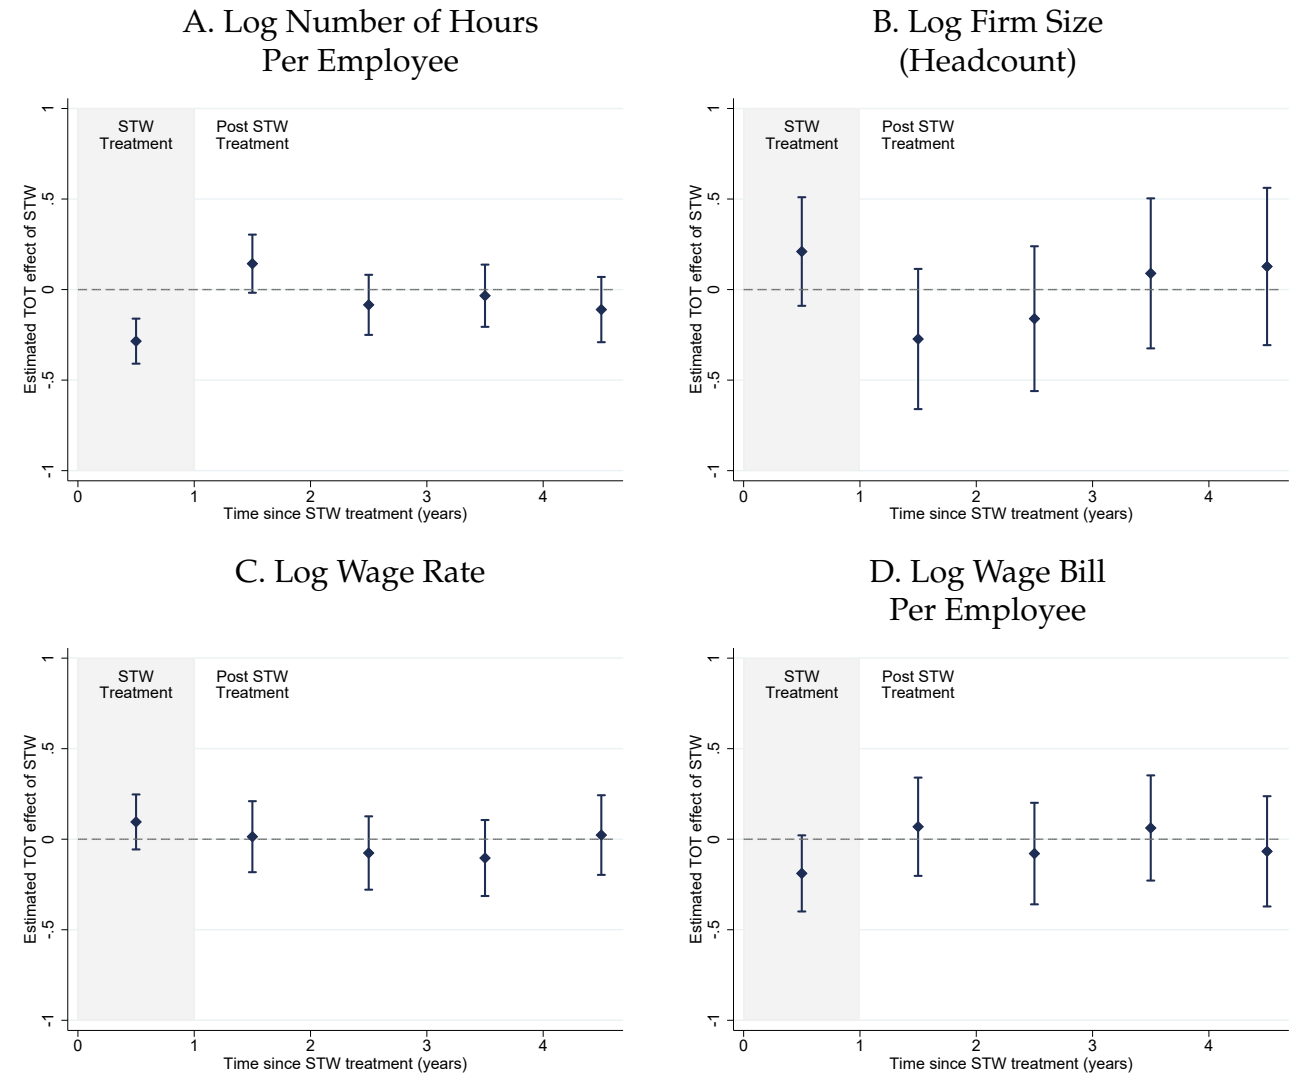 A. Log Number of Hours
Per Employee
Estimated TOT effect of STW
1
.5
0
-.5
-1
STW
Treatment
Post STW
Treatment
0 1 2 3 4
Time since STW treatment (years)
B. Log Firm Size
(Headcount)
Estimated TOT effect of STW
1
.5
0
-.5
-1
STW
Treatment
Post STW
Treatment
0 1 2 3 4
Time since STW treatment (years)
C. Log Wage Rate
Estimated TOT effect of STW
1
.5
0
-.5
-1
STW
Treatment
Post STW
Treatment
0 1 2 3 4
Time since STW treatment (years)
D. Log Wage Bill
Per Employee
Estimated TOT effect of STW
1
.5
0
-.5
-1
STW
Treatment
Post STW
Treatment
0 1 2 3 4
Time since STW treatment (years)